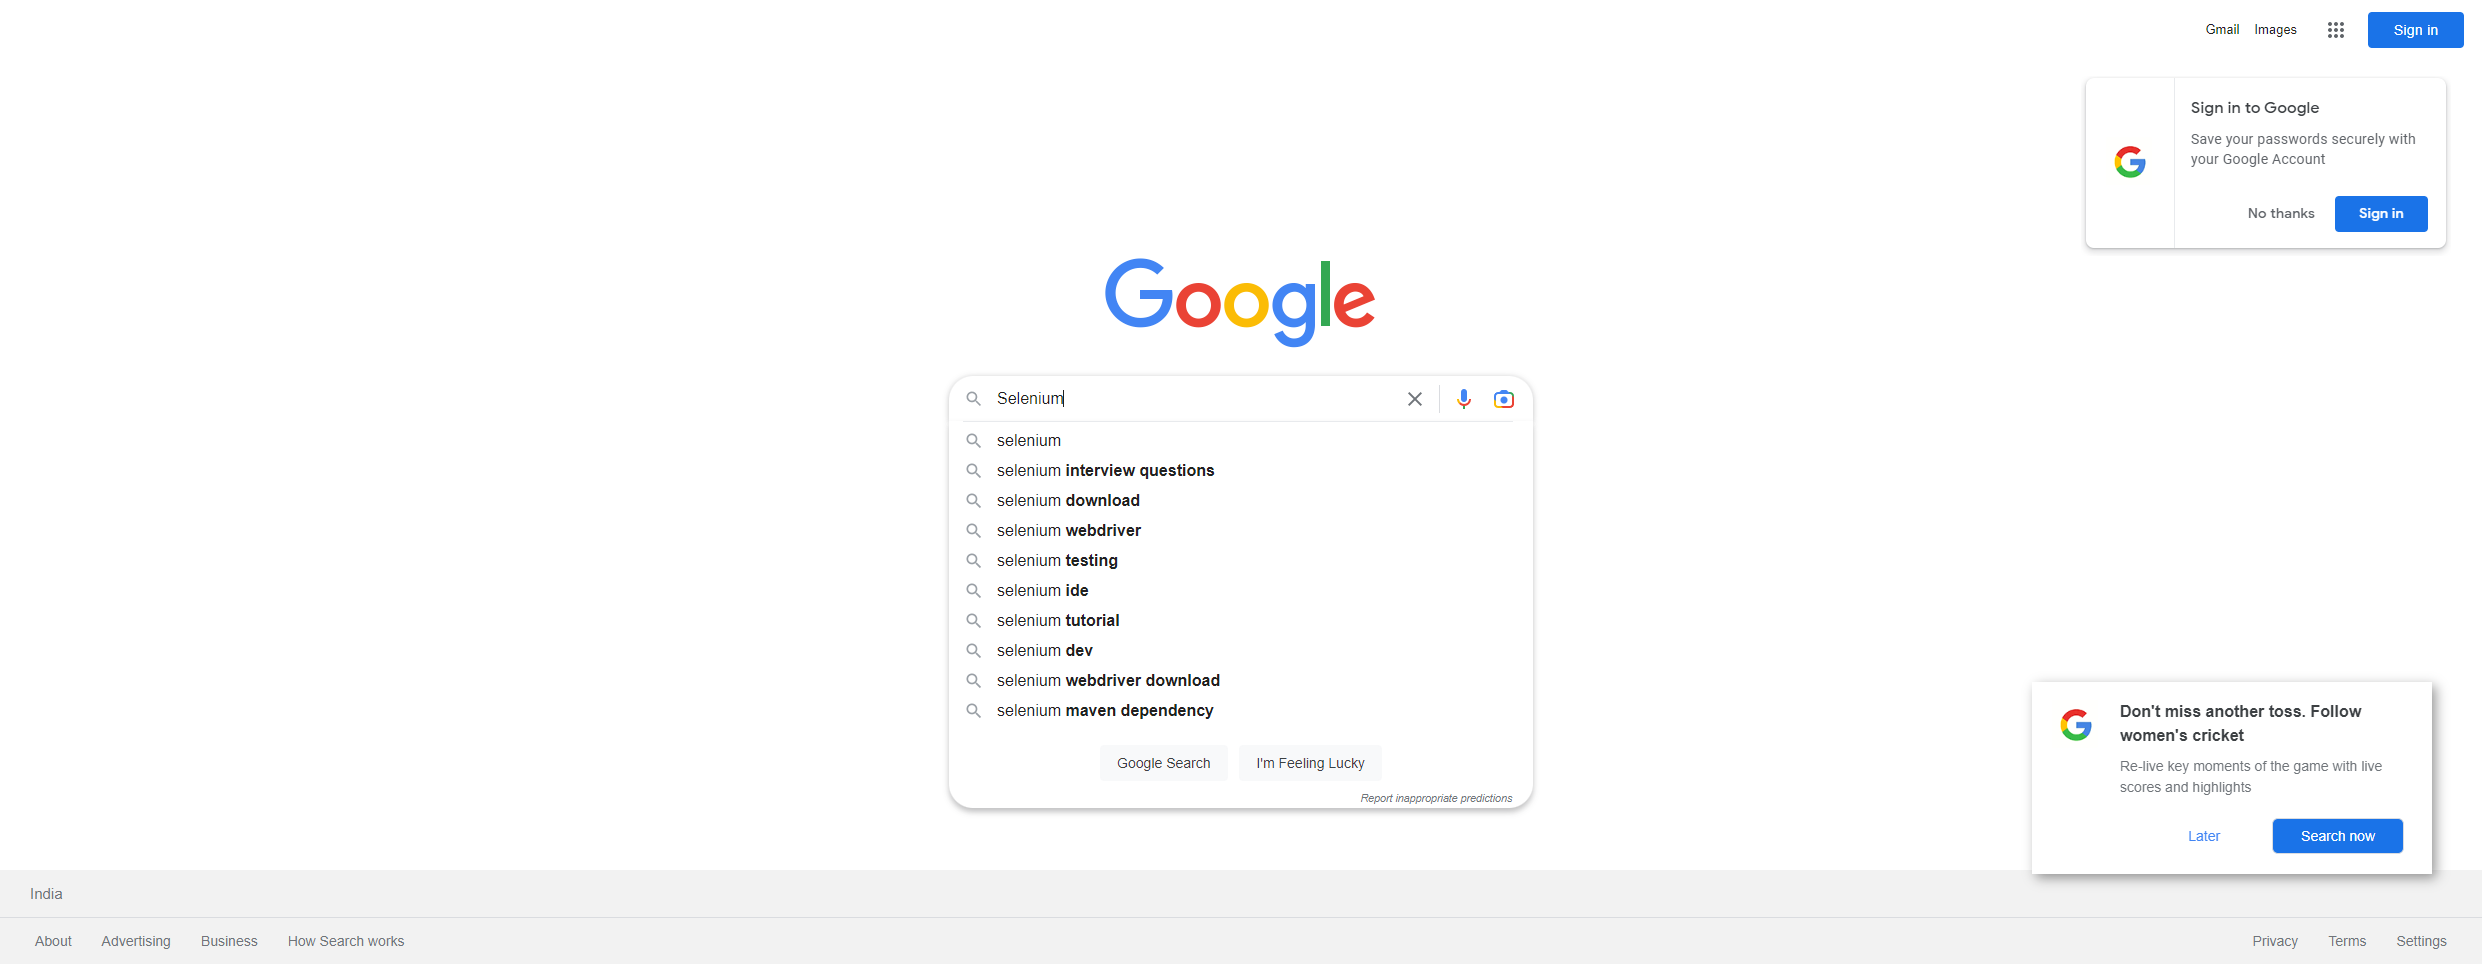 Gmail Images Sign in
Sign in to Google
Save your passwords securely with
your Google Account
No thanks Sign in
Google
Selenium
selenium
selenium interview questions
selenium download
selenium webdriver
selenium testing
selenium ide
selenium tutorial
selenium dev
selenium webdriver download
selenium maven dependency
Google Search I'm Feeling Lucky
Report inappropriate predictions
Don't miss another toss. Follow
women's cricket
Re-live key moments of the game with live
scores and highlights
Later Search now
India
About Advertising Business How Search works Privacy Terms Settings